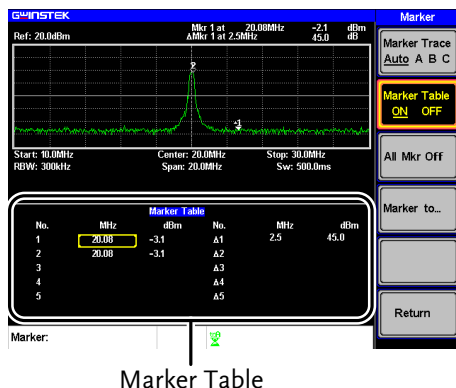 GWINSTEK
Mkr 1 at 20.08MHz -2.1 dBm
Ref: 20.0dBm ΔMkr 1 at 2.5MHz 45.0 dB
2
1
Start: 10.0MHz Center: 20.0MHz Stop: 30.0MHz
RBW: 300kHz Span: 20.0MHz Sw: 500.0ms
Marker Table
No. MHz dBm No. MHz dBm
1 20.08 -3.1 Δ1 2.5 45.0
2 20.08 -3.1 Δ2
3 Δ3
4 Δ4
5 Δ5
Marker:
Marker
Marker Trace
Auto A B C
Marker Table
ON OFF
All Mkr Off
Marker to...
Return
Marker Table